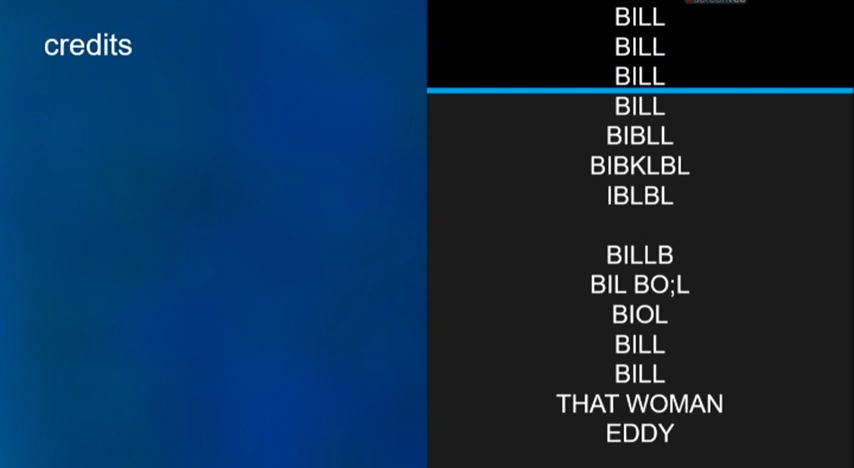 credits
BILL
BILL
BILL
BILL
BIBLL
BIBKLBL
IBLBL
BILLB
BIL BO;L
BIOL
BILL
BILL
THAT WOMAN
EDDY